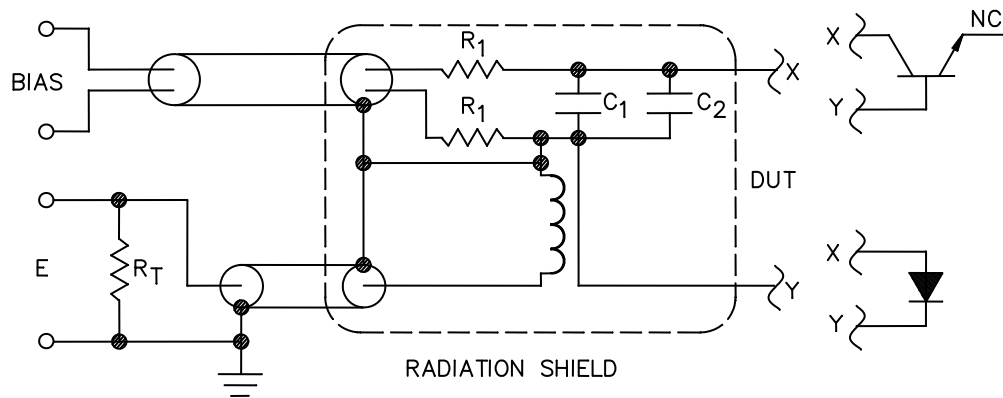 BIAS
R1
R1
C1
C2
X
X
Y
NC
DUT
E
RT
Y
X
Y
RADIATION SHIELD